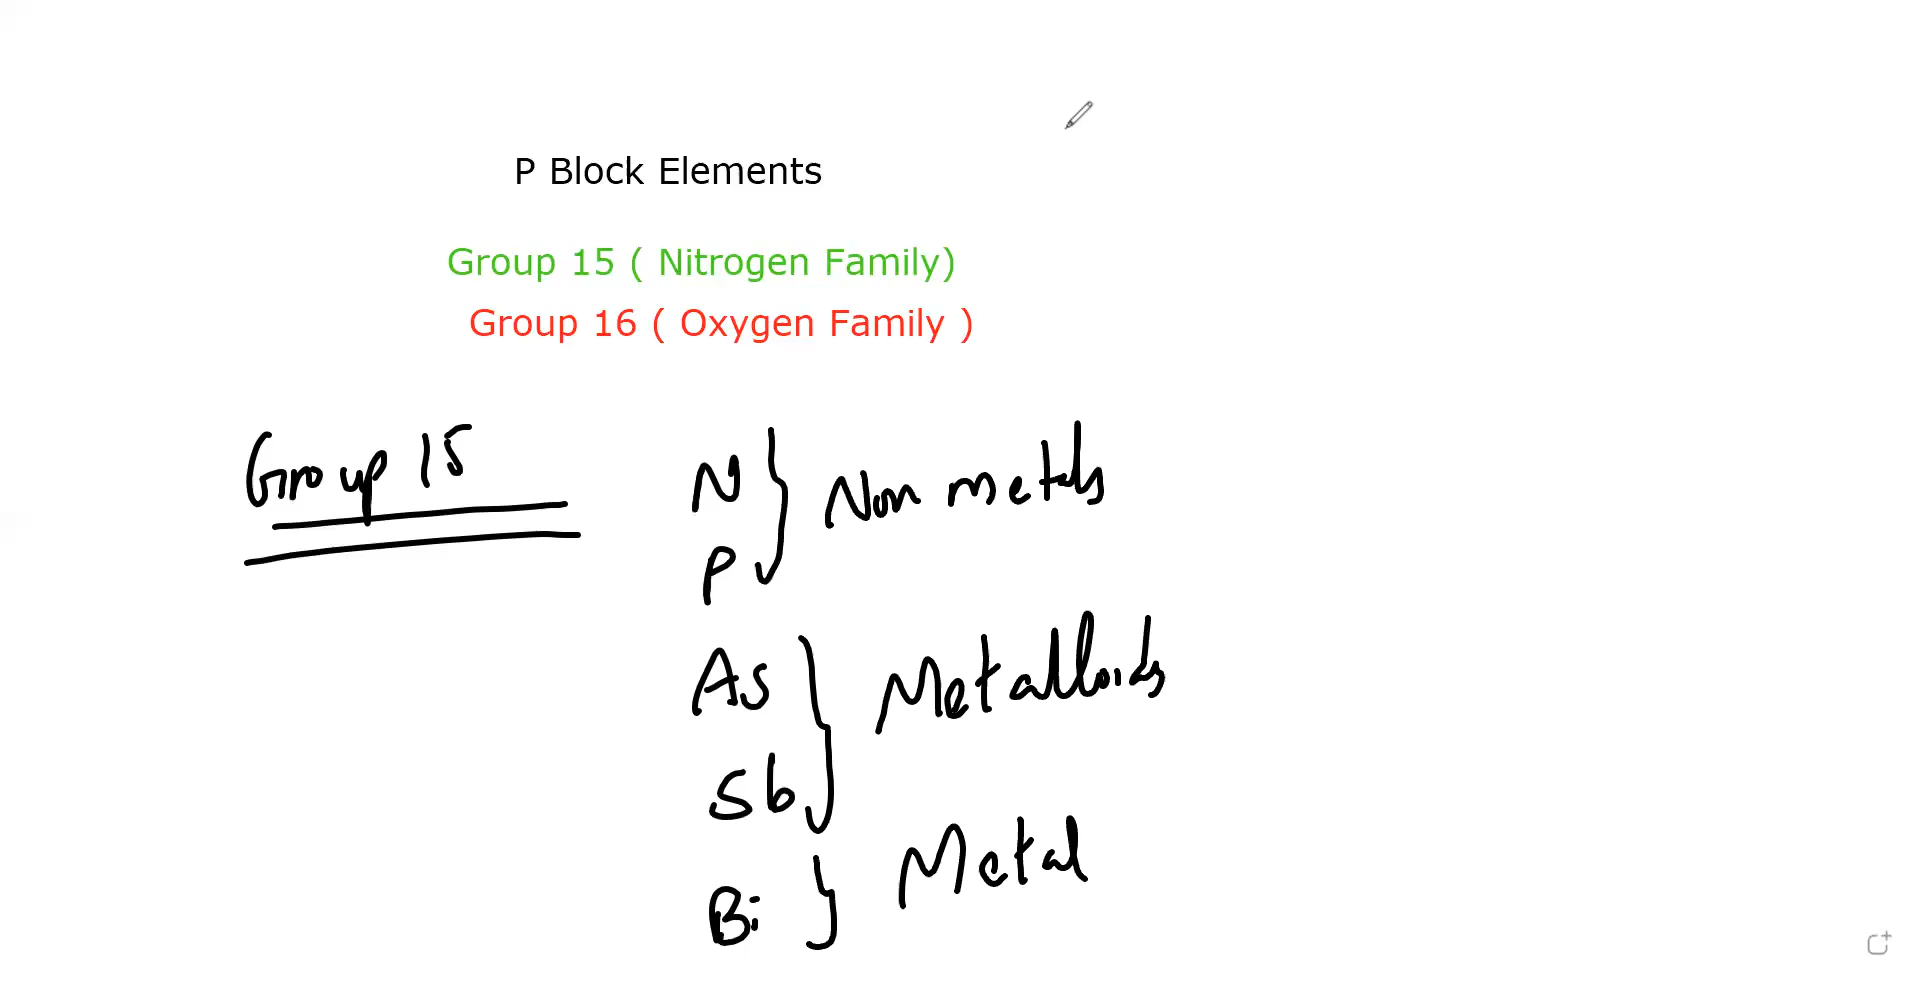 P Block Elements
Group 15 ( Nitrogen Family)
Group 16 ( Oxygen Family )
Group 15
N
Non metals
P
As
Metalloids
Sb
Bi
Metal